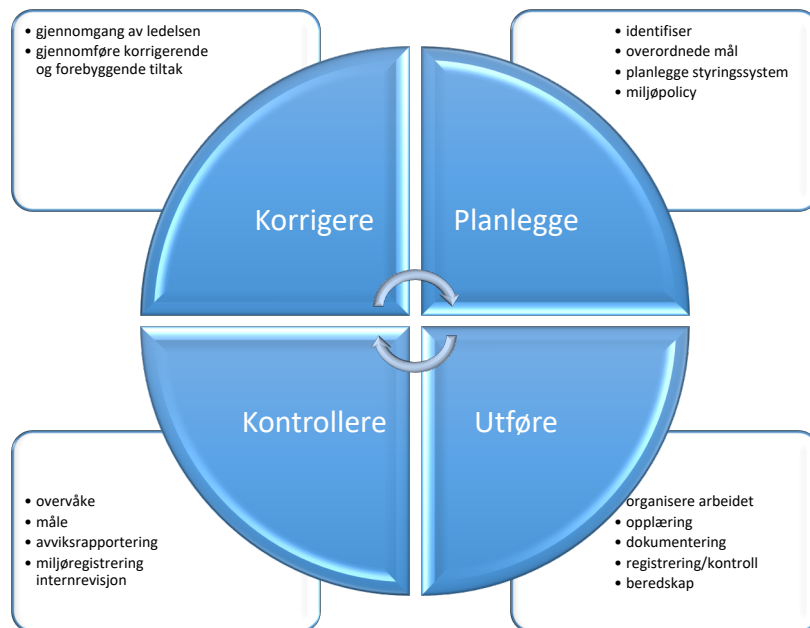 • gjennomgang av ledelsen
• gjennomføre korrigerende
og forebyggende tiltak
• identifiser
• overordnede mål
• planlegge styringssystem
• miljøpolicy
Korrigere
Planlegge
Kontrollere
Utføre
• overvåke
• måle
• avviksrapportering
• miljøregistrering
internrevisjon
organisere arbeidet
• opplæring
• dokumentering
• registrering/kontroll
• beredskap